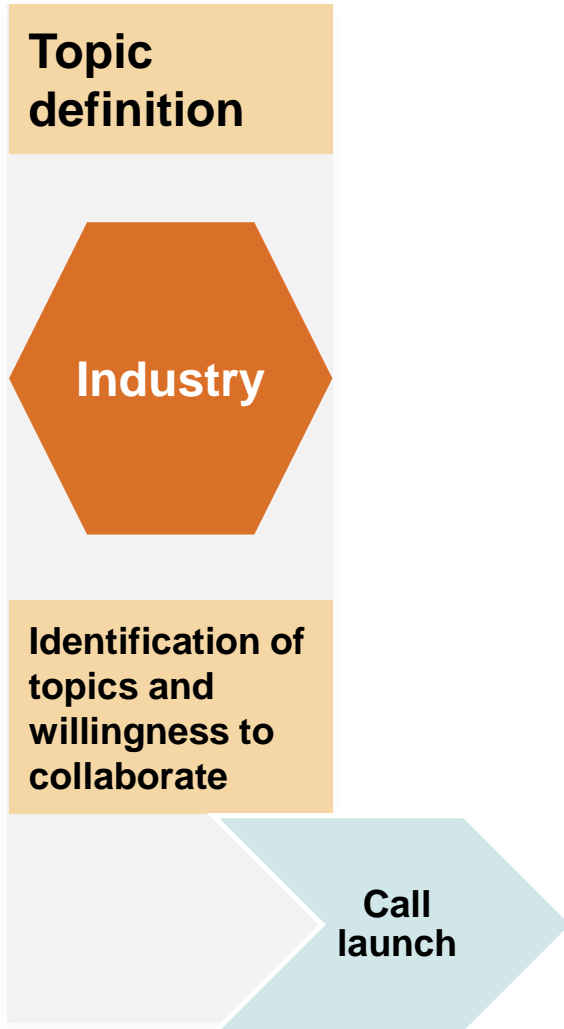 Topic
definition
Industry
Identification of
topics and
willingness to
collaborate
Call
launch